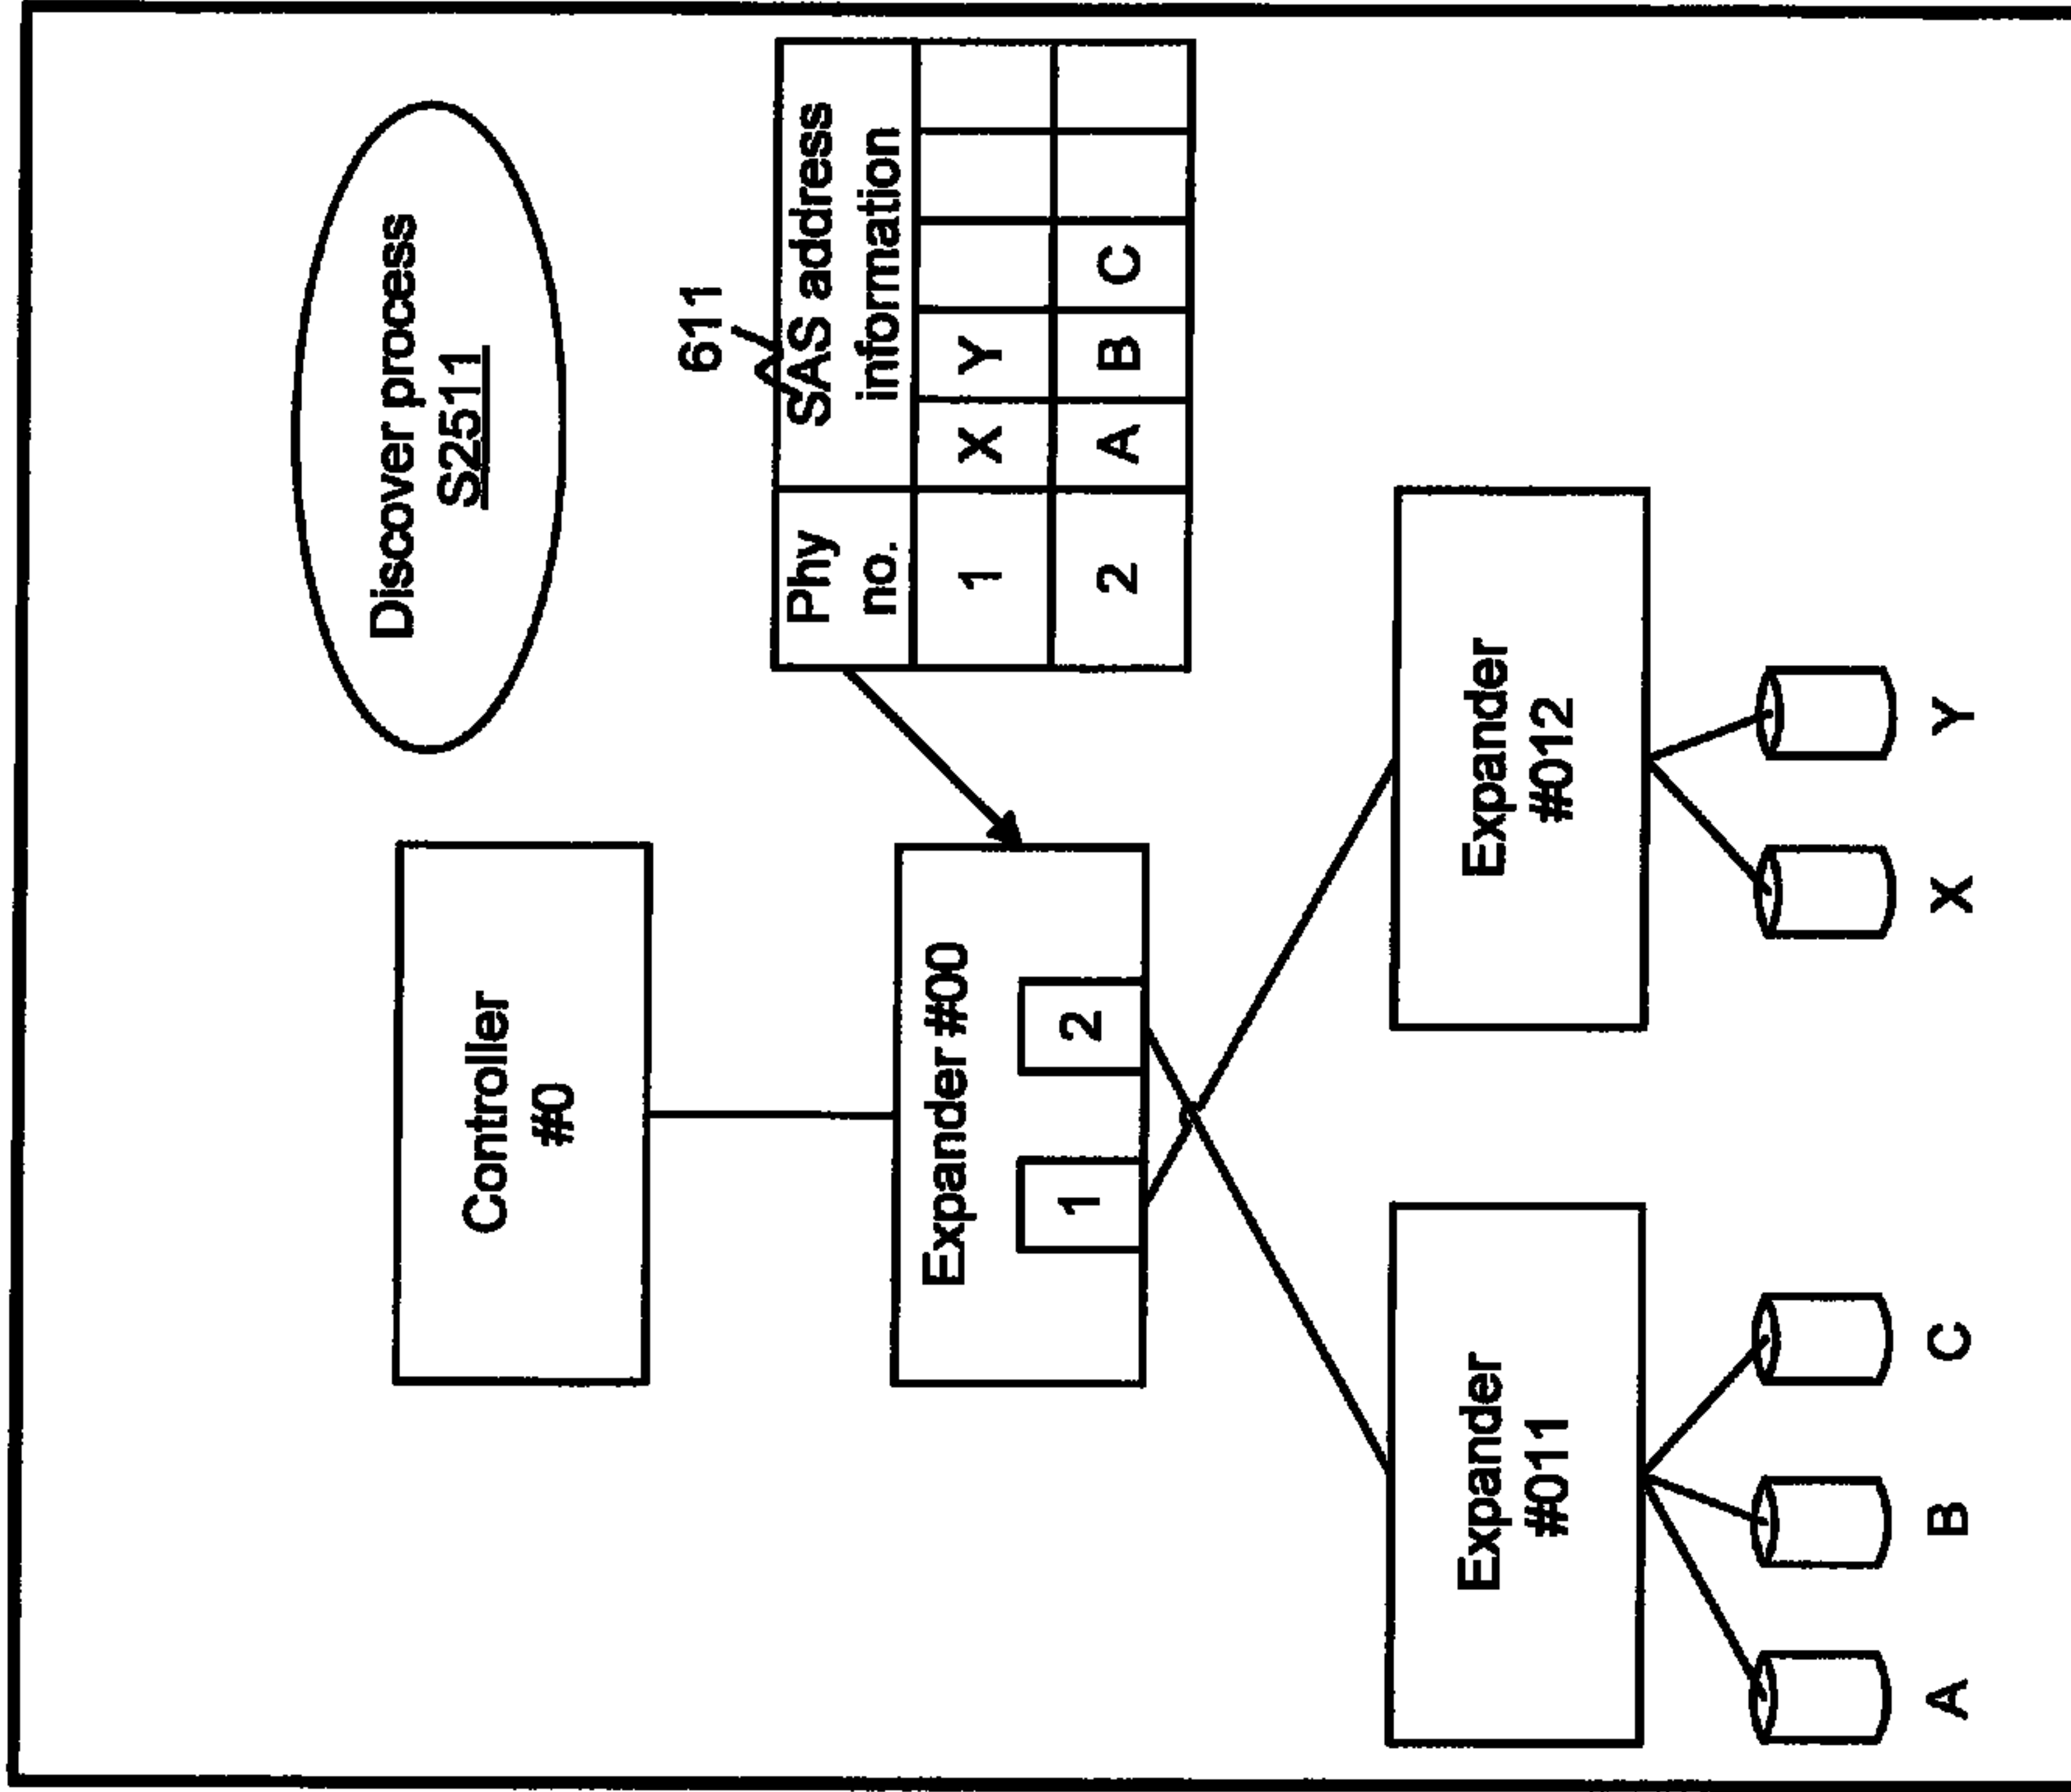 Discover process
S2511
611
Controller
#0
Phy
no.
SAS address
information
1 X Y
2 A B C
Expander #00
1 2
Expander
#011
Expander
#012
A B C X Y